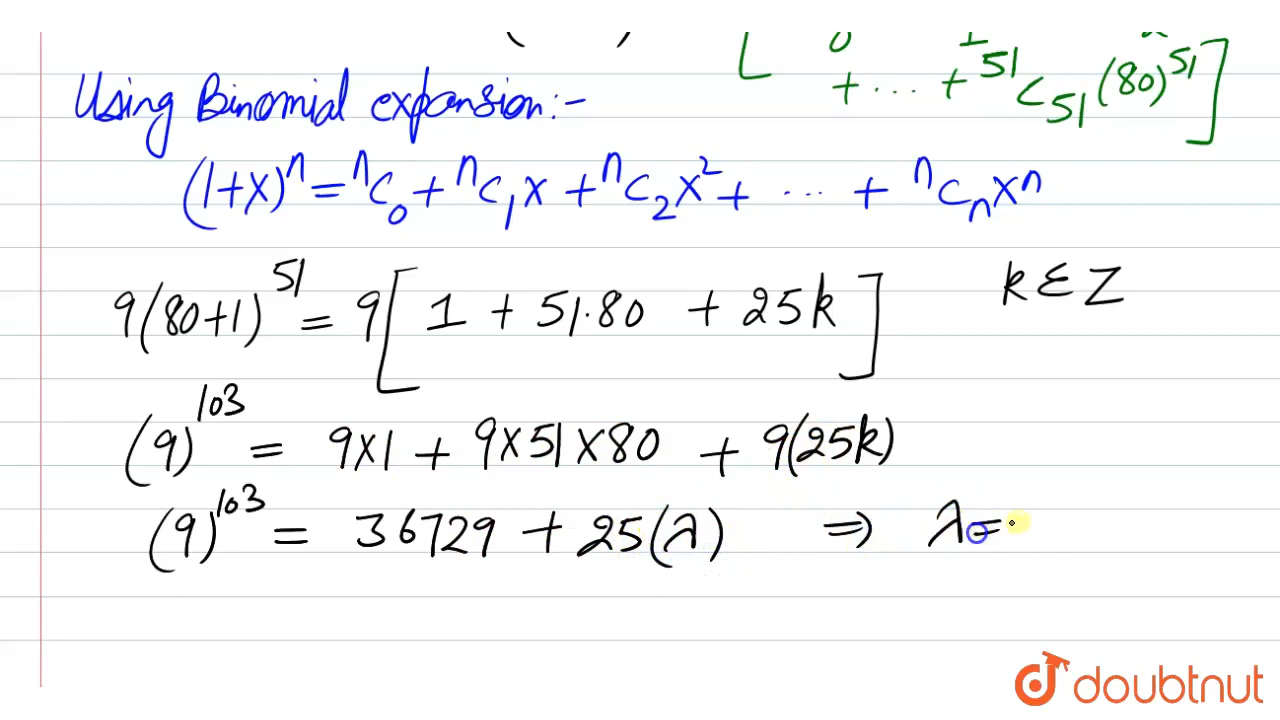 + ... + ⁵¹C₅₁(80)⁵¹]
Using Binomial expansion:-
(1+x)ⁿ = ⁿC₀ + ⁿC₁x + ⁿC₂x² + ... + ⁿCₙxⁿ
9(80+1)⁵¹ = 9[1 + 51.80 + 25k] k ∈ Z
(9)¹⁰³ = 9×1 + 9×51×80 + 9(25k)
(9)¹⁰³ = 36729 + 25(λ) ⇒ λ=
doubtnut